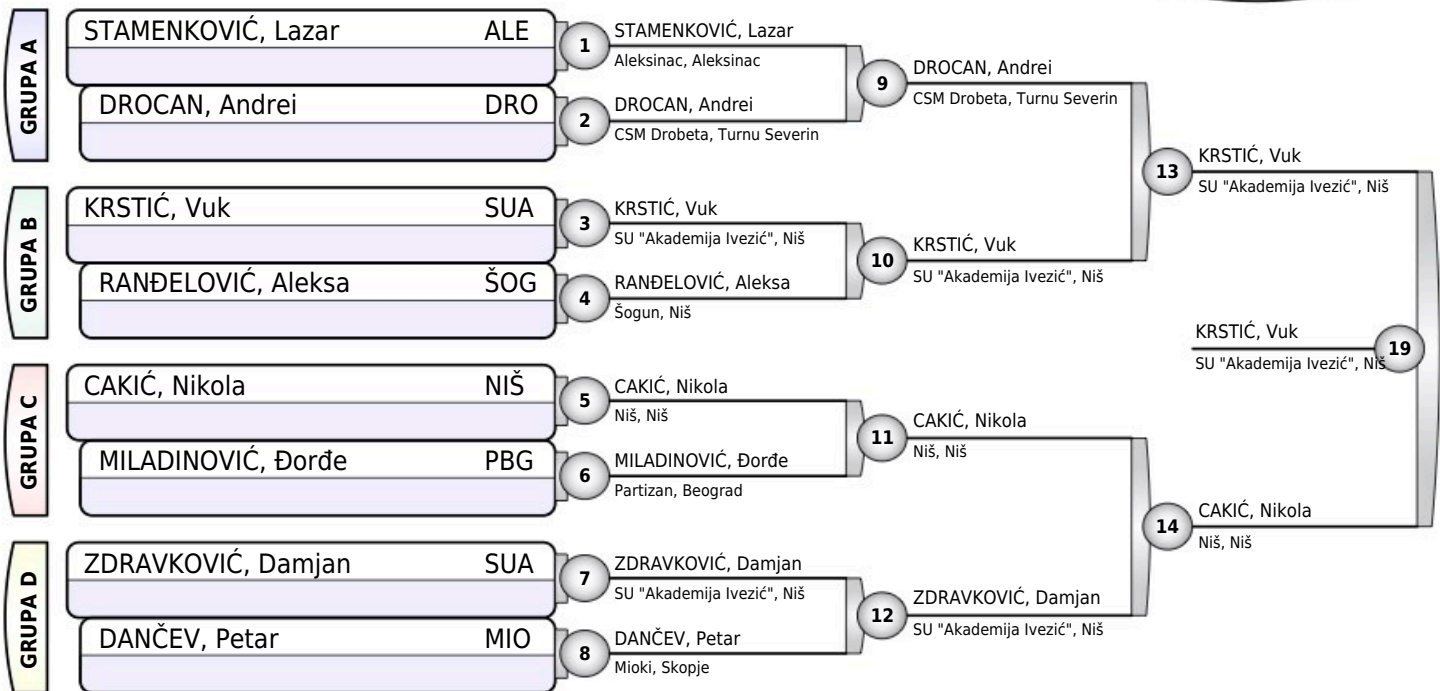 GRUPA A
STAMENKOVIĆ, Lazar ALE
DROCAN, Andrei DRO
GRUPA B
KRSTIĆ, Vuk SUA
RANĐELOVIĆ, Aleksa ŠOG
GRUPA C
CAKIĆ, Nikola NIŠ
MILADINOVIĆ, Đorđe PBG
GRUPA D
ZDRAVKOVIĆ, Damjan SUA
DANČEV, Petar MIO
1
STAMENKOVIĆ, Lazar
Aleksinac, Aleksinac
2
DROCAN, Andrei
CSM Drobeta, Turnu Severin
3
KRSTIĆ, Vuk
SU "Akademija Ivezić", Niš
4
RANĐELOVIĆ, Aleksa
Šogun, Niš
5
CAKIĆ, Nikola
Niš, Niš
6
MILADINOVIĆ, Đorđe
Partizan, Beograd
7
ZDRAVKOVIĆ, Damjan
SU "Akademija Ivezić", Niš
8
DANČEV, Petar
Mioki, Skopje
9
DROCAN, Andrei
CSM Drobeta, Turnu Severin
10
KRSTIĆ, Vuk
SU "Akademija Ivezić", Niš
11
CAKIĆ, Nikola
Niš, Niš
12
ZDRAVKOVIĆ, Damjan
SU "Akademija Ivezić", Niš
13
KRSTIĆ, Vuk
SU "Akademija Ivezić", Niš
14
CAKIĆ, Nikola
Niš, Niš
KRSTIĆ, Vuk
SU "Akademija Ivezić", Niš
19